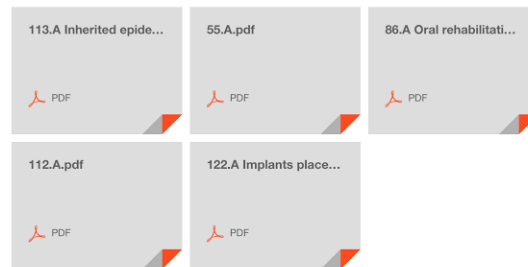 113.A Inherited epide...
PDF
55.A.pdf
PDF
86.A Oral rehabilitati...
PDF
112.A.pdf
PDF
122.A Implants place...
PDF